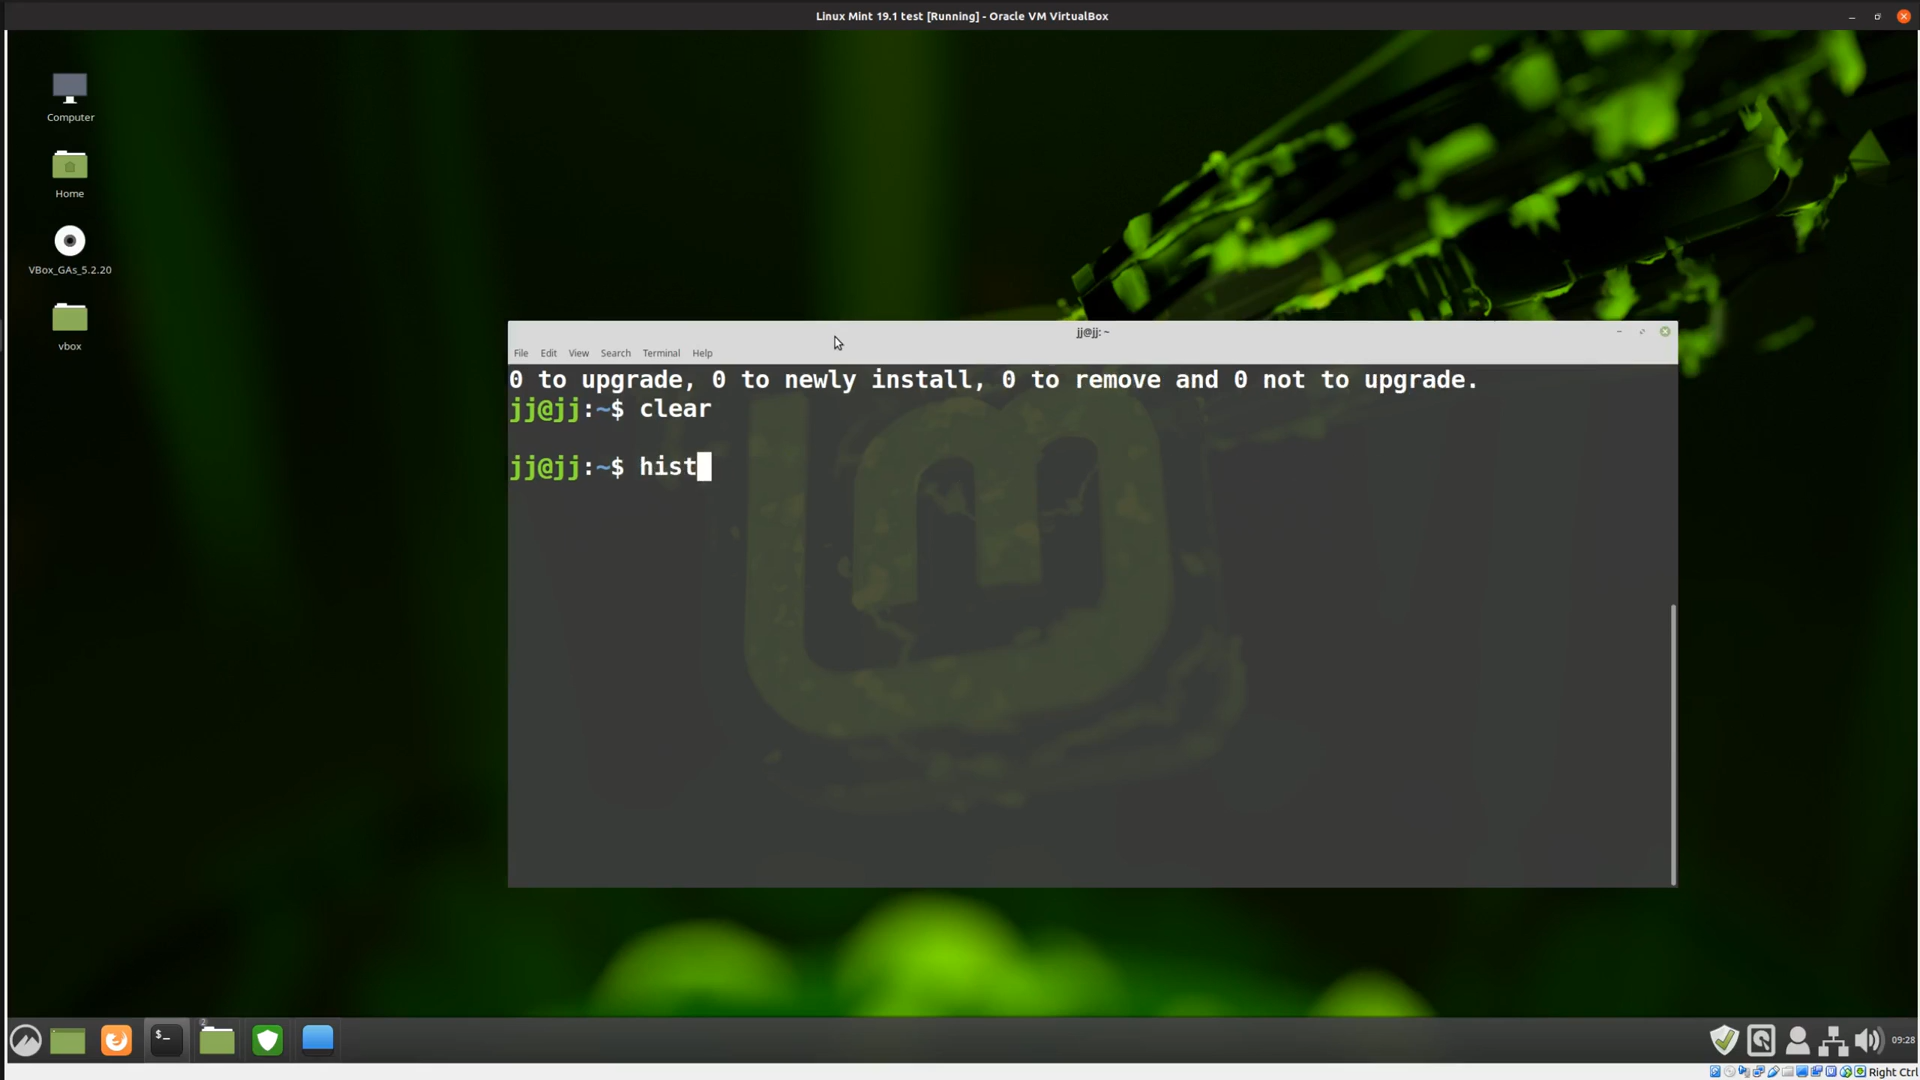 Linux Mint 19.1 test [Running] - Oracle VM VirtualBox
Computer
Home
VBox_GAs_5.2.20
vbox
jj@jj: ~
File Edit View Search Terminal Help
0 to upgrade, 0 to newly install, 0 to remove and 0 not to upgrade.
jj@jj:~$ clear
jj@jj:~$ hist
$_
2
09:28
Right Ctrl